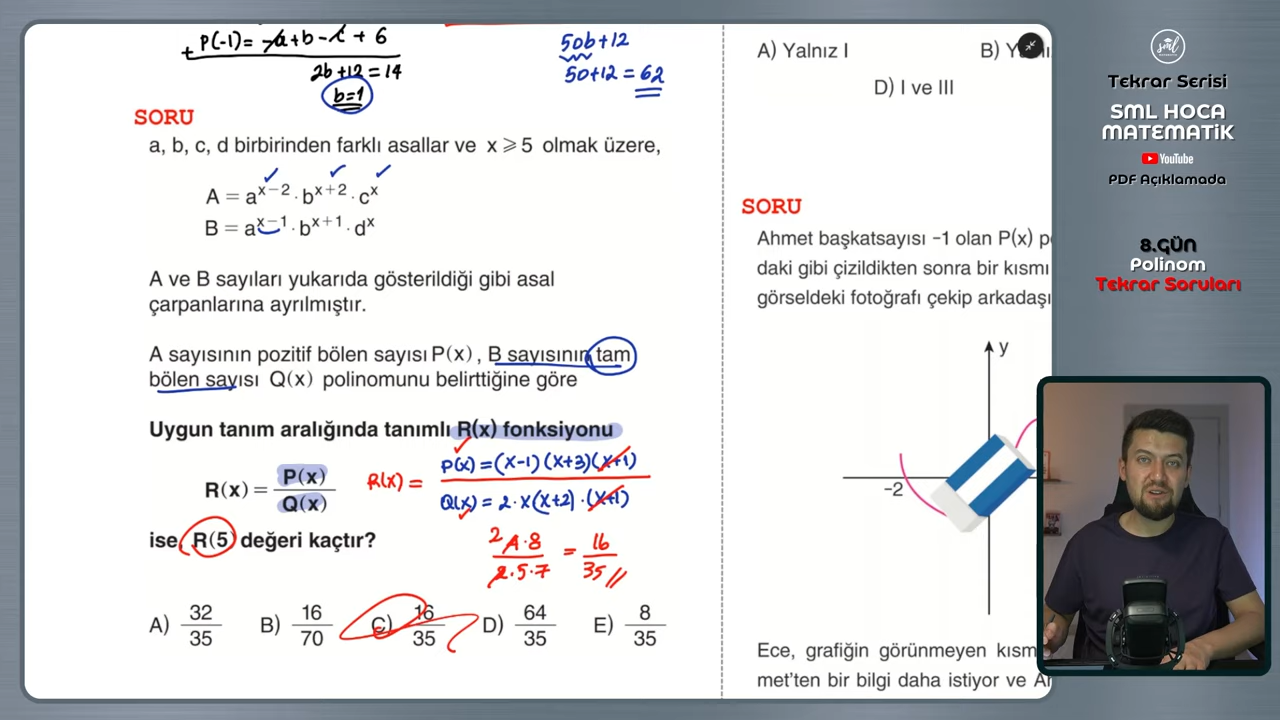 P(-1)= -a+b-c+6
+
2b+12=14
b=1
50b+12
50+12=62
SORU
a, b, c, d birbirinden farklı asallar ve x ⩾ 5 olmak üzere,
A = a^{x−2} · b^{x+2} · c^x
B = a^{x−1} · b^{x+1} · d^x
A ve B sayıları yukarıda gösterildiği gibi asal
çarpanlarına ayrılmıştır.
A sayısının pozitif bölen sayısı P(x) , B sayısının tam
bölen sayısı Q(x) polinomunu belirttiğine göre
Uygun tanım aralığında tanımlı R(x) fonksiyonu
R(x) = P(x)/Q(x)
R(x) =
P(x) = (x-1) (x+3)(x+1)
Q(x) = 2·x(x+2)·(x+1)
ise, R(5 değeri kaçtır?
2
4·8/2·5·7 = 16/35 //
A) 32/35 B) 16/70 C) 16/35 D) 64/35 E) 8/35
A) Yalnız I B)
D) I ve III
SORU
Ahmet başkatsayısı −1 olan P(x)
daki gibi çizildikten sonra bir kısmı
görseldeki fotoğrafı çekip arkadaşı
y
−2
Ece, grafiğin görünmeyen kısm
met'ten bir bilgi daha istiyor ve
sml
Tekrar Serisi
SML HOCA
MATEMATİK
YouTube
PDF Açıklamada
8.GÜN
Polinom
Tekrar Soruları